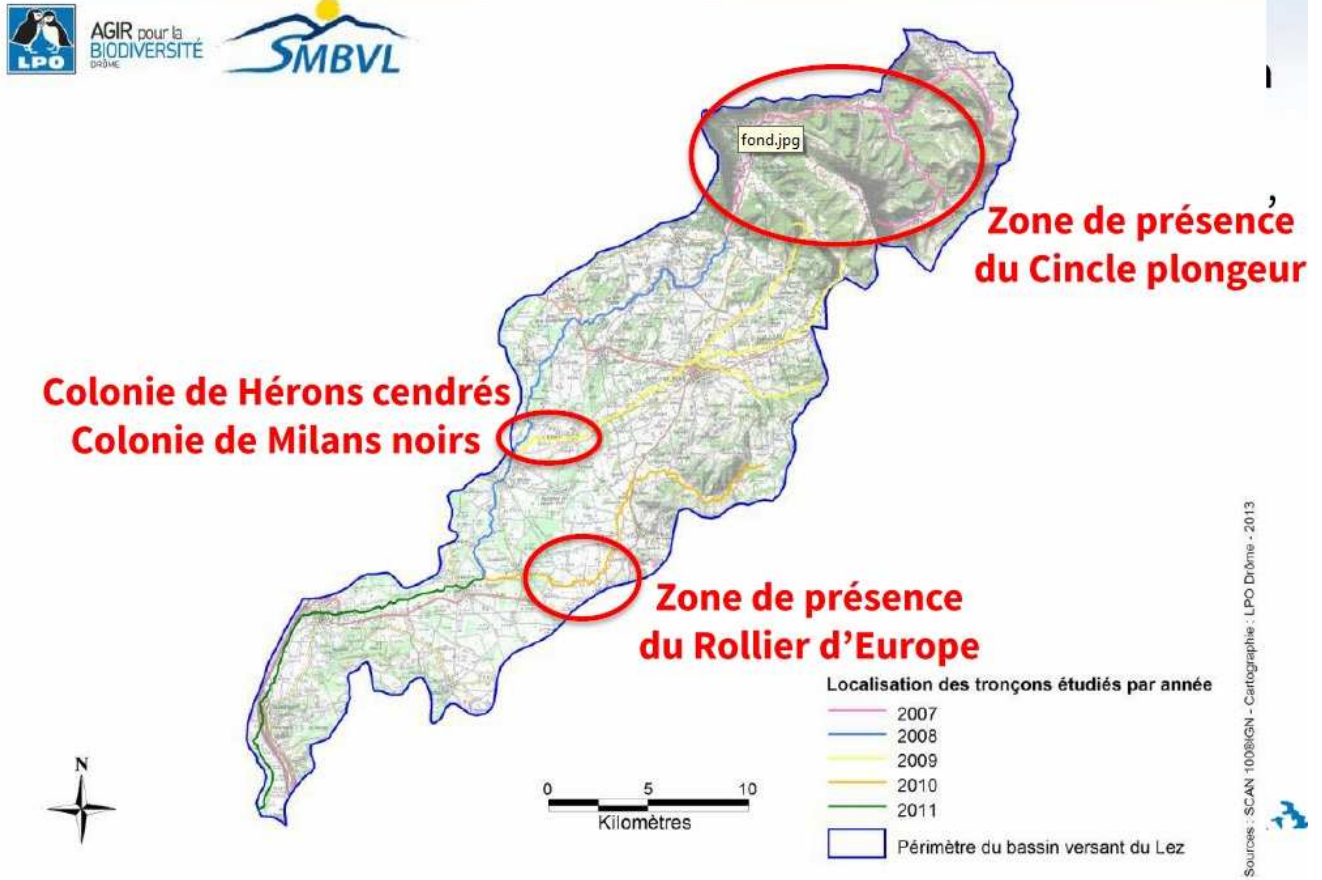 LPO
AGIR pour la
BIODIVERSITÉ
DRÔME
SMBVL
fond.jpg
Zone de présence
du Cincle plongeur
,
Colonie de Hérons cendrés
Colonie de Milans noirs
Zone de présence
du Rollier d’Europe
Localisation des tronçons étudiés par année
2007
2008
2009
2010
2011
Périmètre du bassin versant du Lez
N
0 5 10
Kilomètres
Sources : SCAN 100®IGN - Cartographie : LPO Drôme - 2013